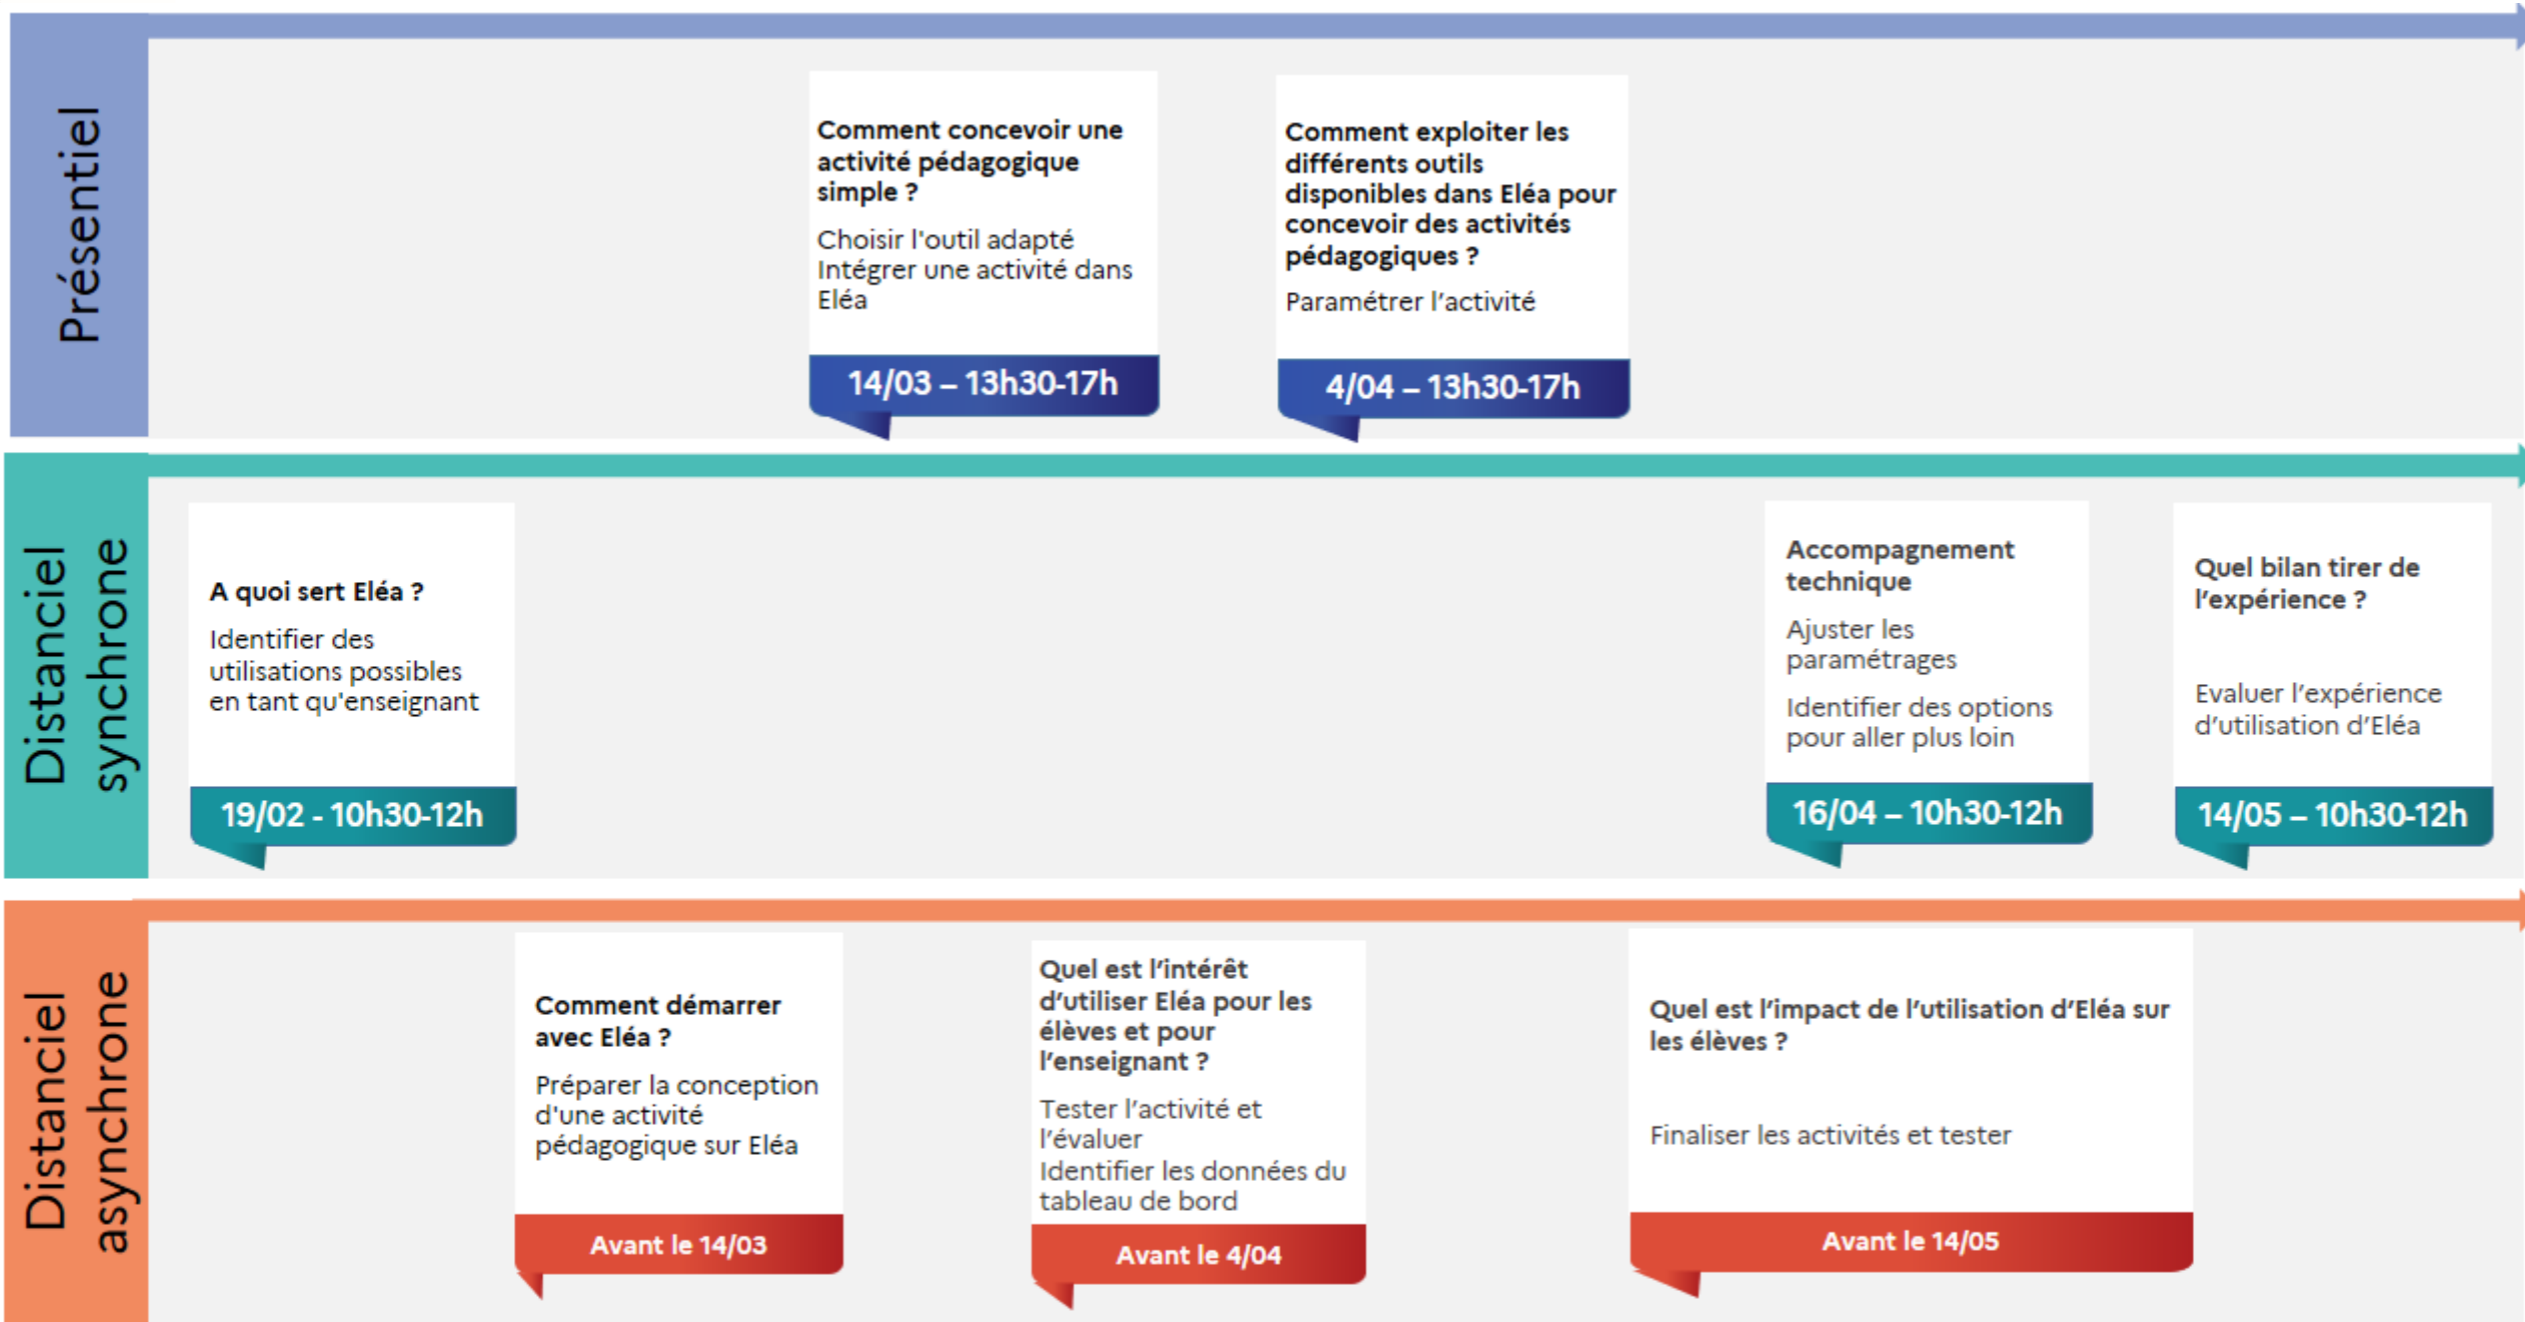 Présentiel
Comment concevoir une
activité pédagogique
simple ?
Choisir l'outil adapté
Intégrer une activité dans
Eléa
14/03 – 13h30-17h
Comment exploiter les
différents outils
disponibles dans Eléa pour
concevoir des activités
pédagogiques ?
Paramétrer l’activité
4/04 – 13h30-17h
Distanciel
synchrone
A quoi sert Eléa ?
Identifier des
utilisations possibles
en tant qu'enseignant
19/02 - 10h30-12h
Accompagnement
technique
Ajuster les
paramétrages
Identifier des options
pour aller plus loin
16/04 – 10h30-12h
Quel bilan tirer de
l’expérience ?
Evaluer l’expérience
d’utilisation d’Eléa
14/05 – 10h30-12h
Distanciel
asynchrone
Comment démarrer
avec Eléa ?
Préparer la conception
d'une activité
pédagogique sur Eléa
Avant le 14/03
Quel est l’intérêt
d’utiliser Eléa pour les
élèves et pour
l’enseignant ?
Tester l’activité et
l’évaluer
Identifier les données du
tableau de bord
Avant le 4/04
Quel est l’impact de l’utilisation d’Eléa sur
les élèves ?
Finaliser les activités et tester
Avant le 14/05